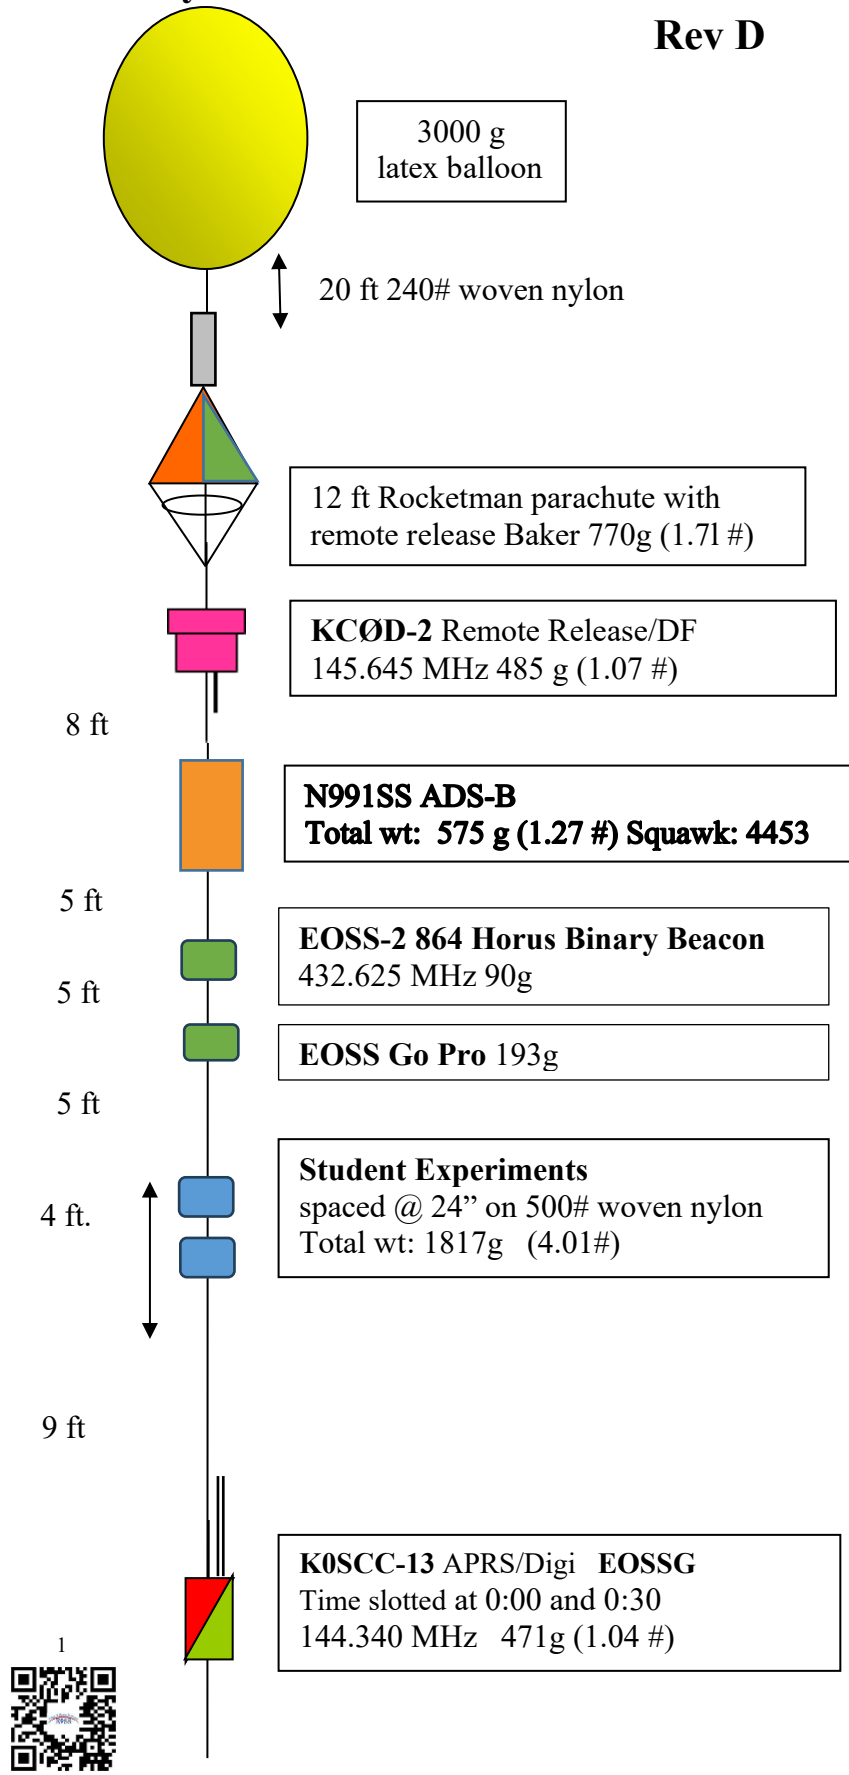 Rev D
3000 g
latex balloon
20 ft 240# woven nylon
12 ft Rocketman parachute with
remote release Baker 770g (1.7l #)
KCØD-2 Remote Release/DF
145.645 MHz 485 g (1.07 #)
8 ft
N991SS ADS-B
Total wt: 575 g (1.27 #) Squawk: 4453
5 ft
EOSS-2 864 Horus Binary Beacon
432.625 MHz 90g
5 ft
EOSS Go Pro 193g
5 ft
Student Experiments
spaced @ 24” on 500# woven nylon
Total wt: 1817g (4.01#)
4 ft.
9 ft
K0SCC-13 APRS/Digi EOSSG
Time slotted at 0:00 and 0:30
144.340 MHz 471g (1.04 #)
1